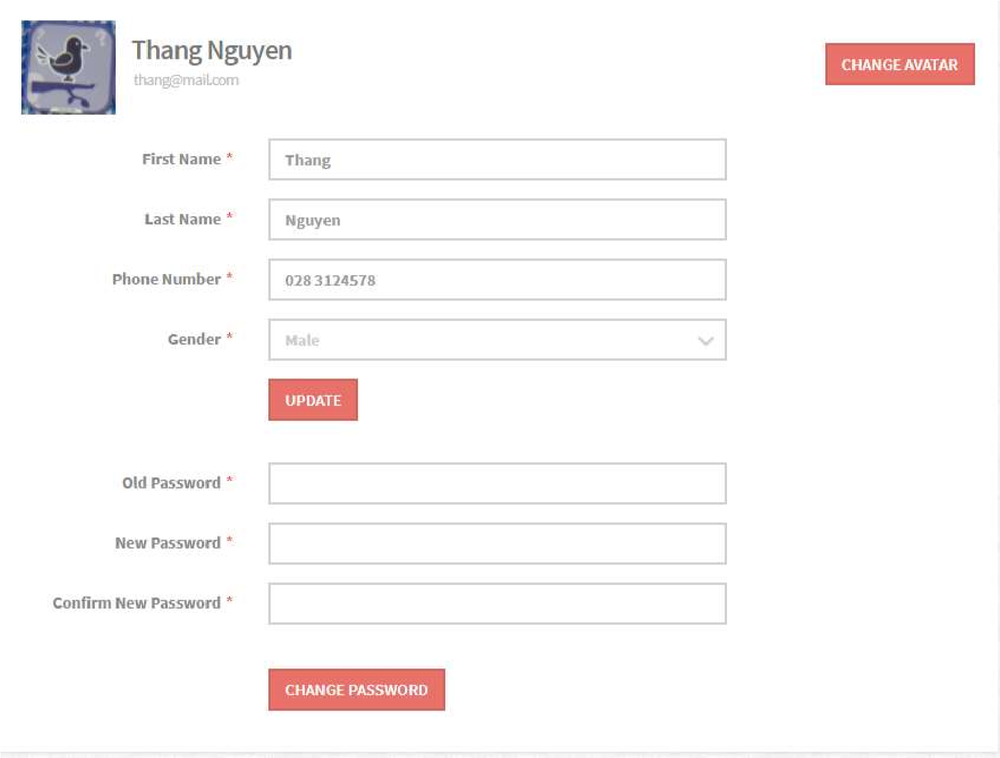 Thang Nguyen
thang@mail.com
CHANGE AVATAR
First Name *
Thang
Last Name *
Nguyen
Phone Number *
028 3124578
Gender *
Male
UPDATE
Old Password *
New Password *
Confirm New Password *
CHANGE PASSWORD